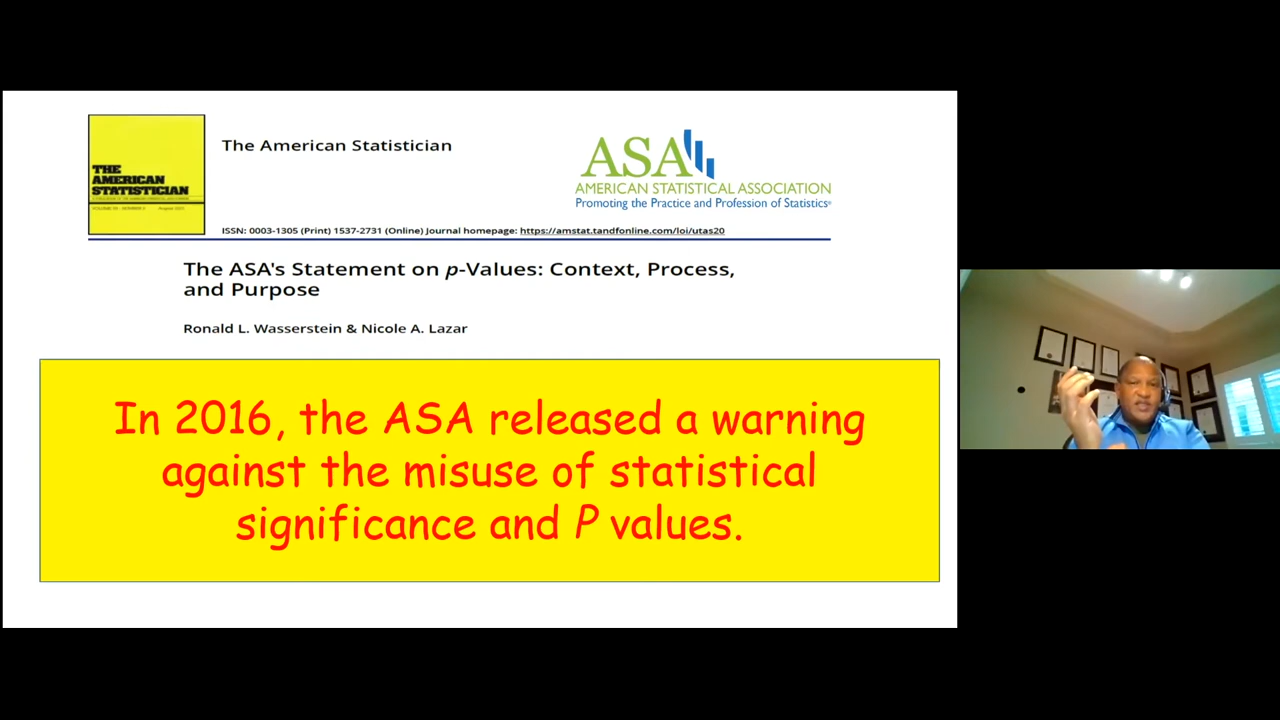 THE
AMERICAN
STATISTICIAN
The American Statistician
ASA
AMERICAN STATISTICAL ASSOCIATION
Promoting the Practice and Profession of Statistics®
ISSN: 0003-1305 (Print) 1537-2731 (Online) Journal homepage: https://amstat.tandfonline.com/loi/utas20
The ASA's Statement on p-Values: Context, Process,
and Purpose
Ronald L. Wasserstein & Nicole A. Lazar
In 2016, the ASA released a warning
against the misuse of statistical
significance and P values.